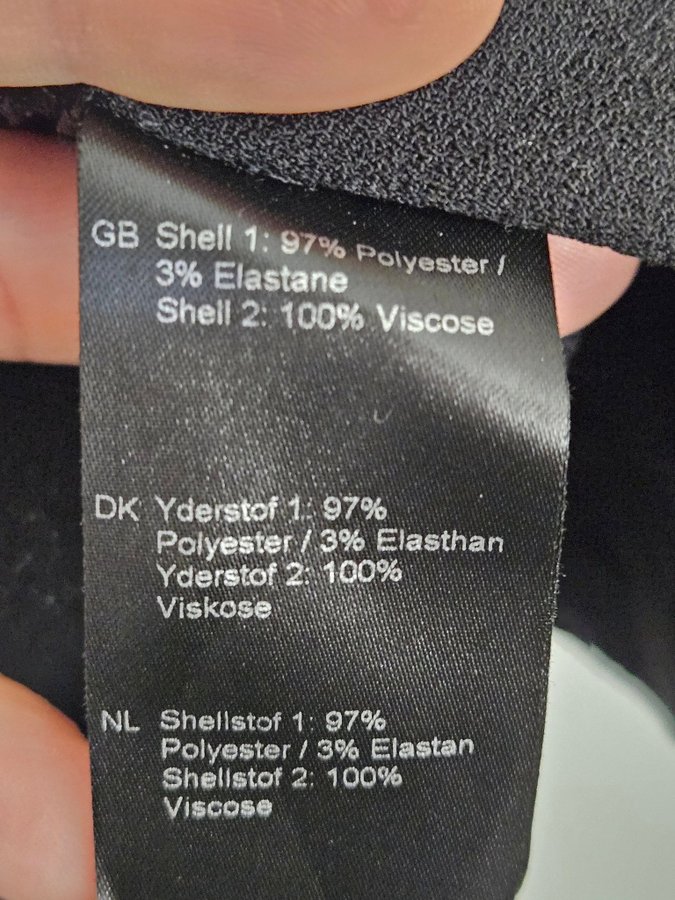 GB Shell 1: 97% Polyester /
3% Elastane
Shell 2: 100% Viscose
DK Yderstof 1: 97%
Polyester / 3% Elasthan
Yderstof 2: 100%
Viskose
NL Shellstof 1: 97%
Polyester / 3% Elastan
Shellstof 2: 100%
Viscose